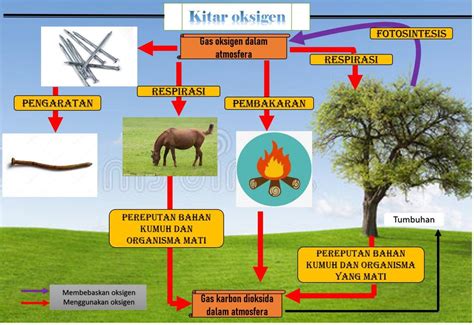 Kitar oksigen
Gas oksigen dalam
atmosfera
FOTOSINTESIS
RESPIRASI
RESPIRASI
PENGARATAN
PEMBAKARAN
PEREPUTAN BAHAN
KUMUH DAN
ORGANISMA MATI
Tumbuhan
PEREPUTAN BAHAN
KUMUH DAN ORGANISMA
YANG MATI
Membebaskan oksigen
Menggunakan oksigen
Gas karbon dioksida
dalam atmosfera